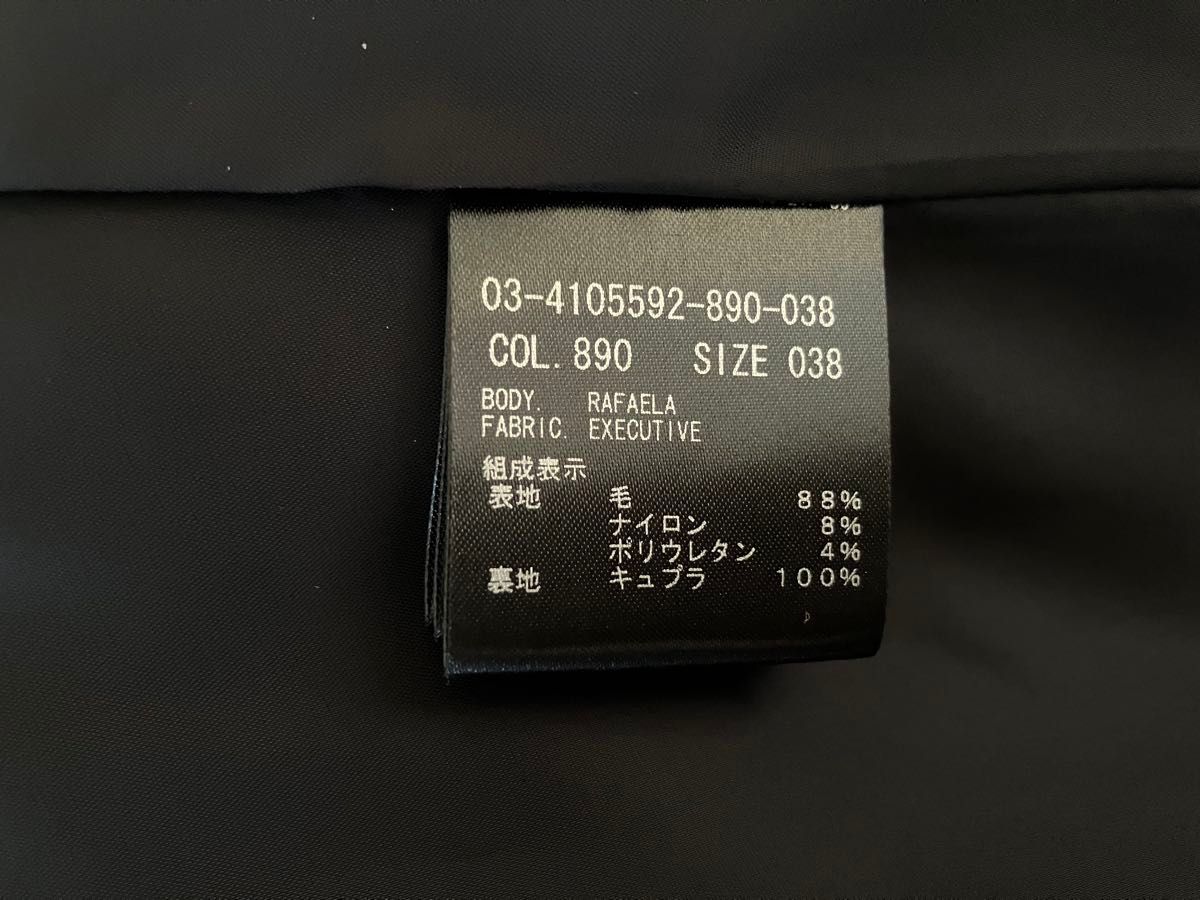 03-4105592-890-038
COL. 890 SIZE 038
BODY. RAFAELA
FABRIC. EXECUTIVE
組成表示
表地 毛 88%
ナイロン 8%
ポリウレタン 4%
裏地 キュプラ 100%